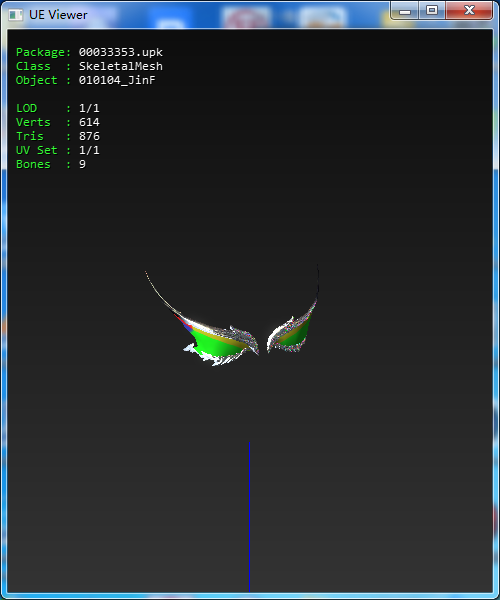 UE Viewer
Package: 00033353.upk
Class : SkeletalMesh
Object : 010104_JinF
LOD : 1/1
Verts : 614
Tris : 876
UV Set : 1/1
Bones : 9